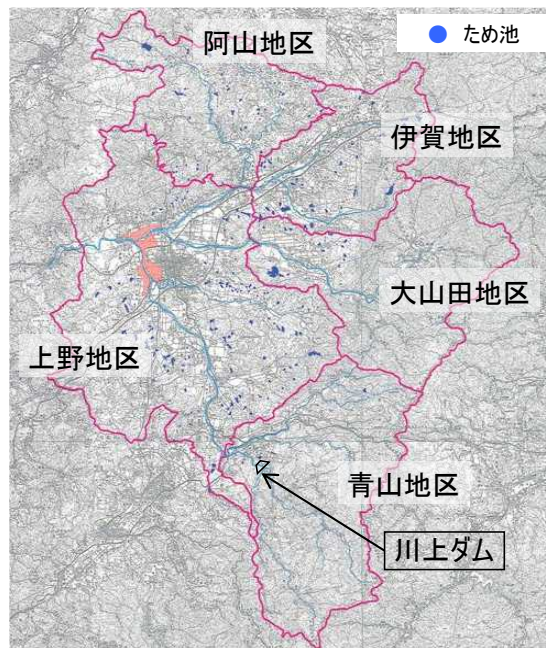 阿山地区
ため池
伊賀地区
大山田地区
上野地区
青山地区
川上ダム